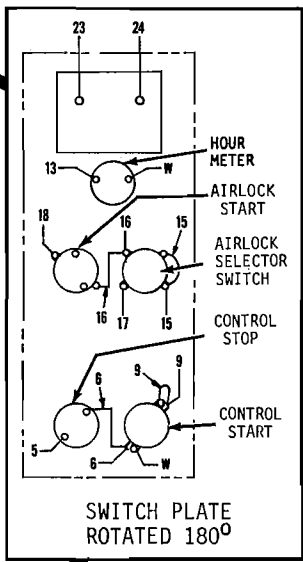 23 24
HOUR
METER
13 W
AIRLOCK
START
18 16 15
AIRLOCK
SELECTOR
SWITCH
16 17 15
CONTROL
STOP
6 9 9
CONTROL
START
5 6 W
SWITCH PLATE
ROTATED 180⁰